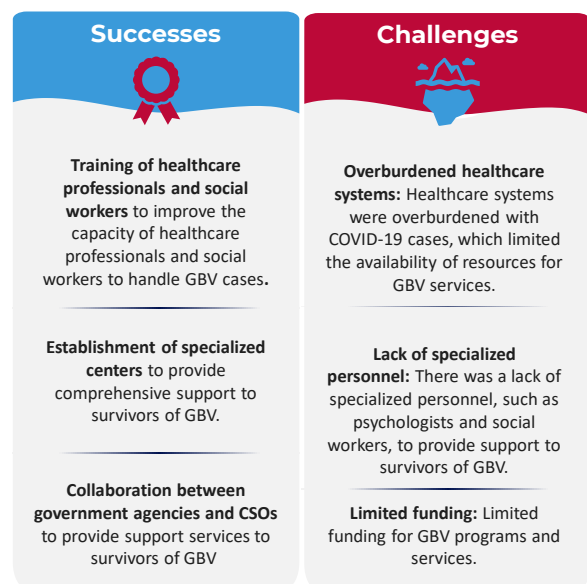 Successes
Training of healthcare
professionals and social
workers to improve the
capacity of healthcare
professionals and social
workers to handle GBV cases.
Establishment of specialized
centers to provide
comprehensive support to
survivors of GBV.
Collaboration between
government agencies and CSOs
to provide support services to
survivors of GBV
Challenges
Overburdened healthcare
systems: Healthcare systems
were overburdened with
COVID-19 cases, which limited
the availability of resources for
GBV services.
Lack of specialized
personnel: There was a lack of
specialized personnel, such as
psychologists and social
workers, to provide support to
survivors of GBV.
Limited funding: Limited
funding for GBV programs and
services.